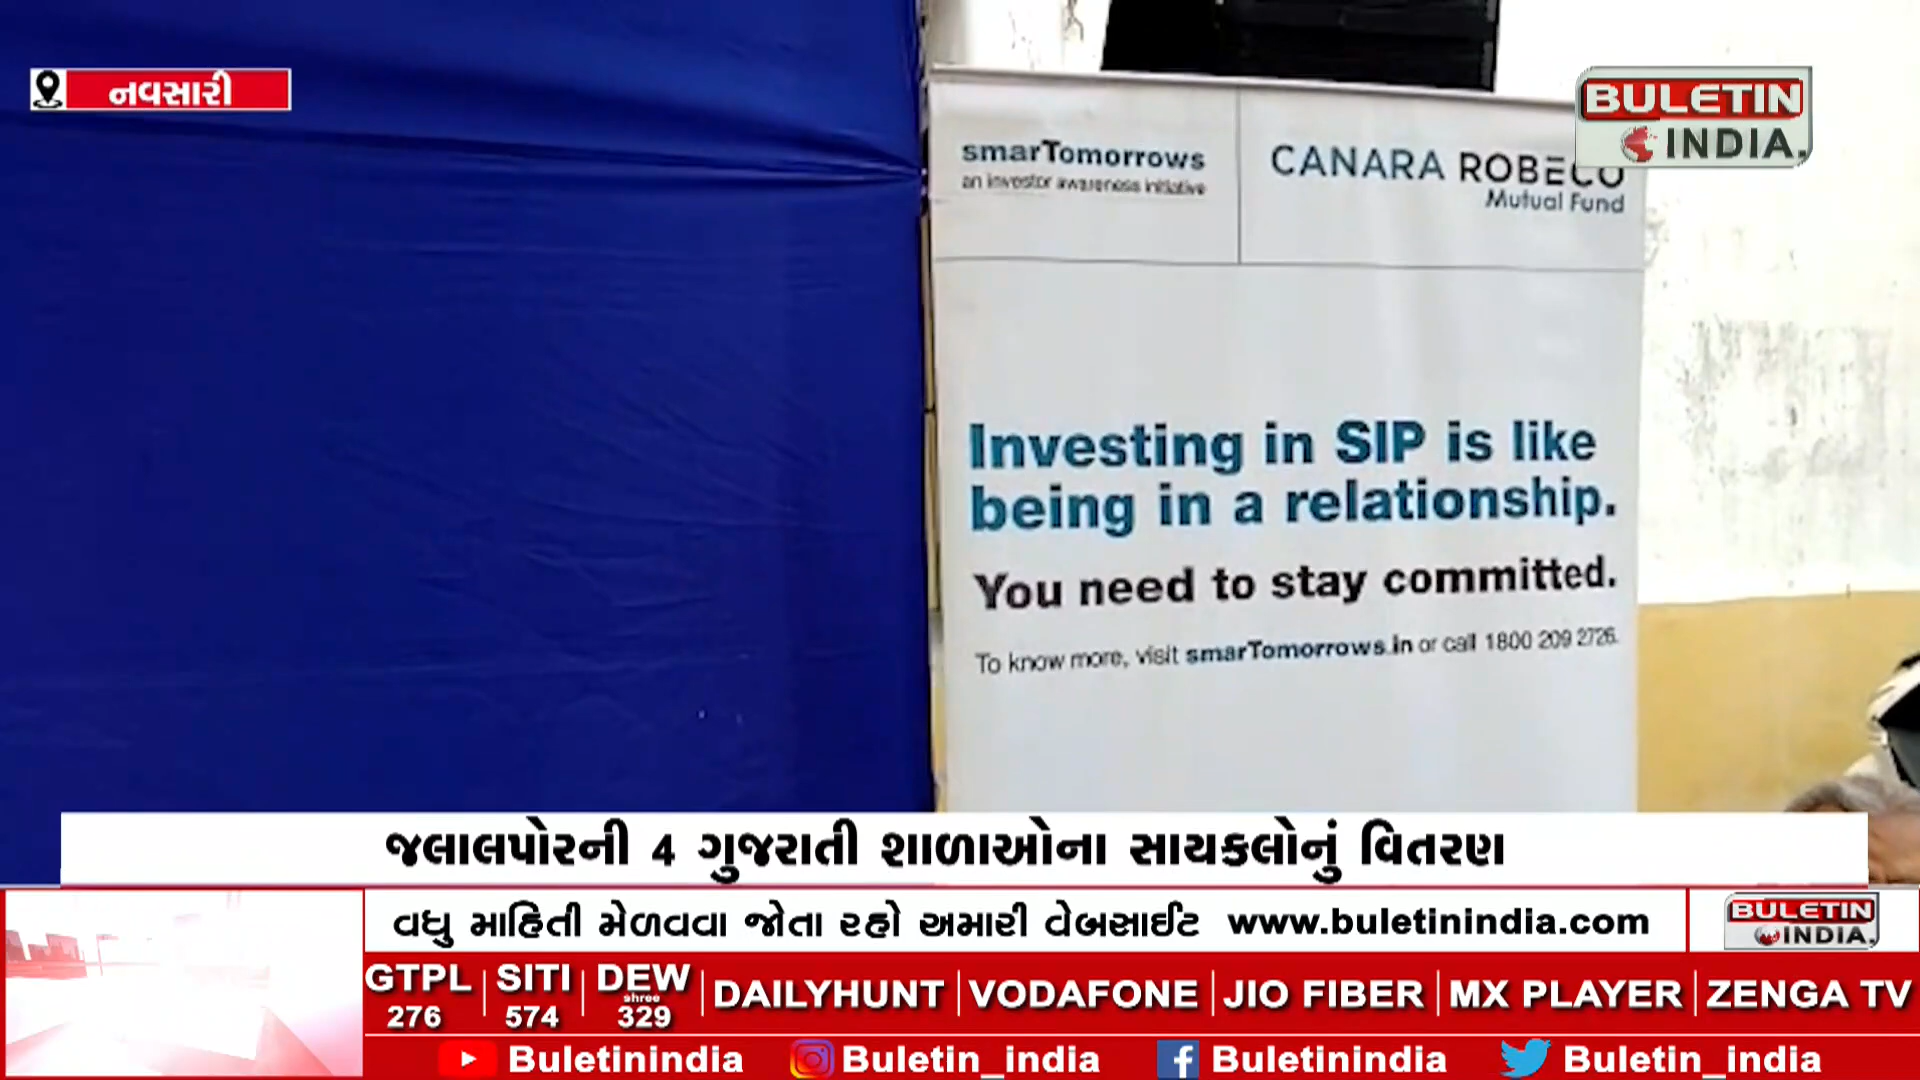 નવસારી
BULETIN
INDIA.
smarTomorrows
an investor awareness initiative
CANARA ROBECO
Mutual Fund
Investing in SIP is like
being in a relationship.
You need to stay committed.
To know more, visit smarTomorrows.in or call 1800 209 2726.
જલાલપોરની 4 ગુજરાતી શાળાઓના સાયકલોનું વિતરણ
વધુ માહિતી મેળવવા જોતા રહો અમારી વેબસાઈટ www.buletinindia.com
BULETIN
INDIA.
GTPL 276 SITI 574 DEW shree 329 DAILYHUNT VODAFONE JIO FIBER MX PLAYER ZENGA TV
Buletinindia Buletin_india Buletinindia Buletin_india